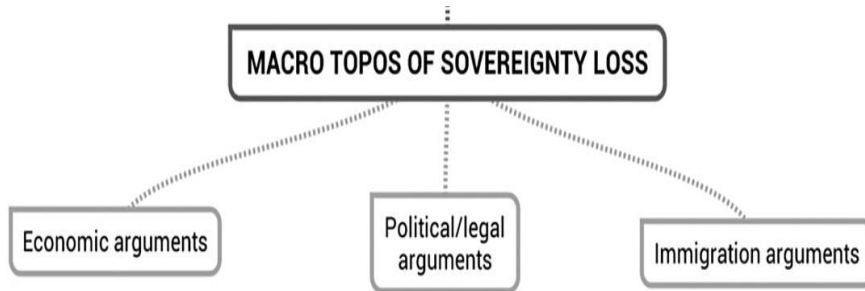 MACRO TOPOS OF SOVEREIGNTY LOSS
Economic arguments
Political/legal
arguments
Immigration arguments